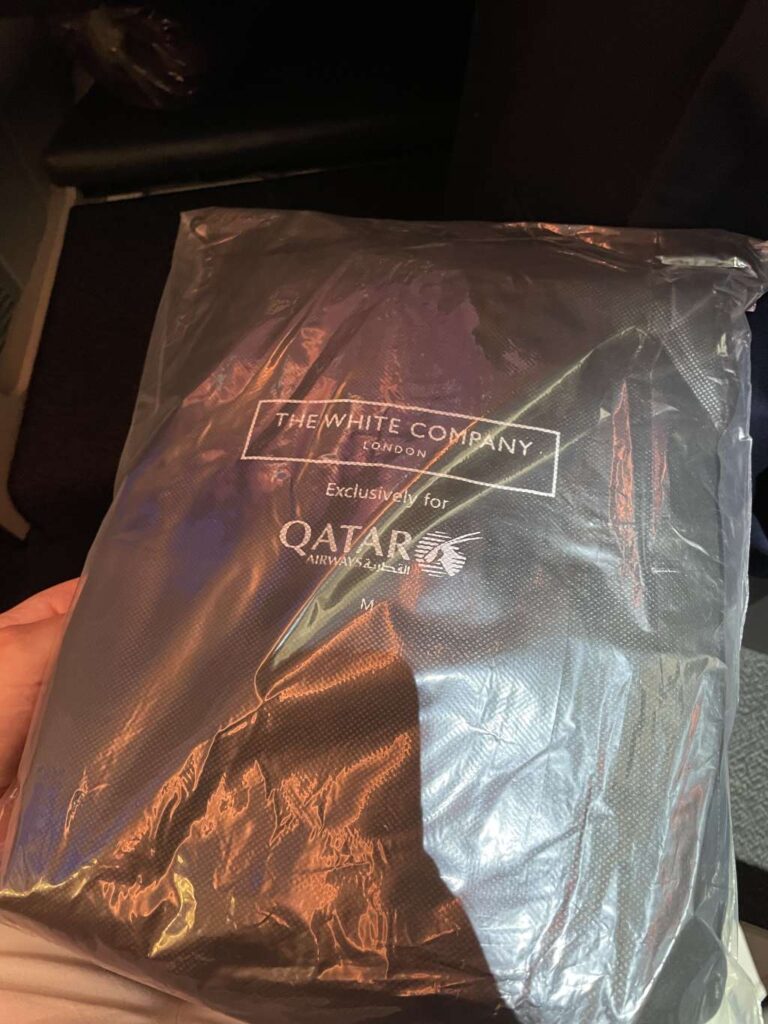 THE WHITE COMPANY
LONDON
Exclusively for
QATAR
AIRWAYS القطرية
M